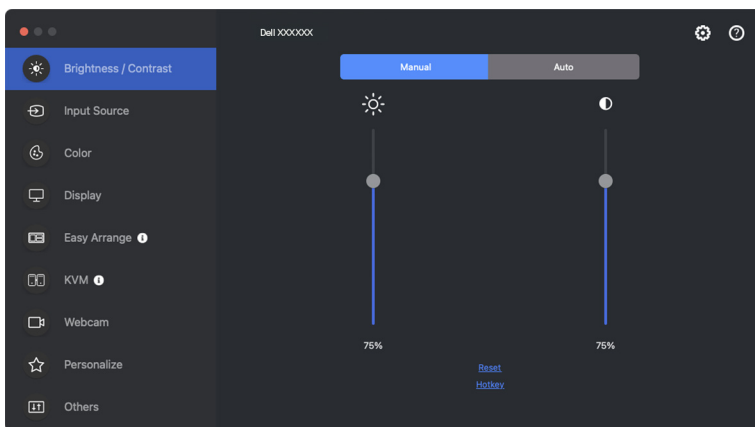 Dell XXXXXX
Brightness / Contrast
Input Source
Color
Display
Easy Arrange
KVM
Webcam
Personalize
Others
Manual
Auto
75%
75%
Reset
Hotkey